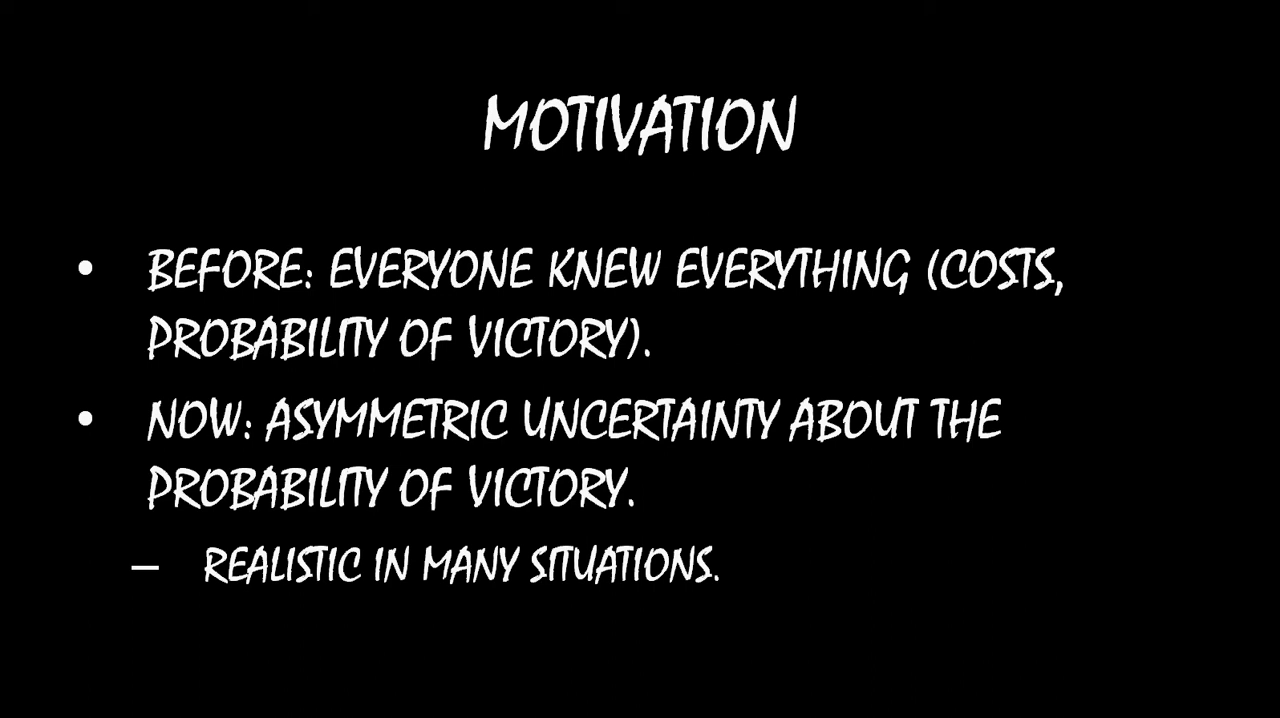 MOTIVATION
• BEFORE: EVERYONE KNEW EVERYTHING (COSTS,
PROBABILITY OF VICTORY).
• NOW: ASYMMETRIC UNCERTAINTY ABOUT THE
PROBABILITY OF VICTORY.
– REALISTIC IN MANY SITUATIONS.